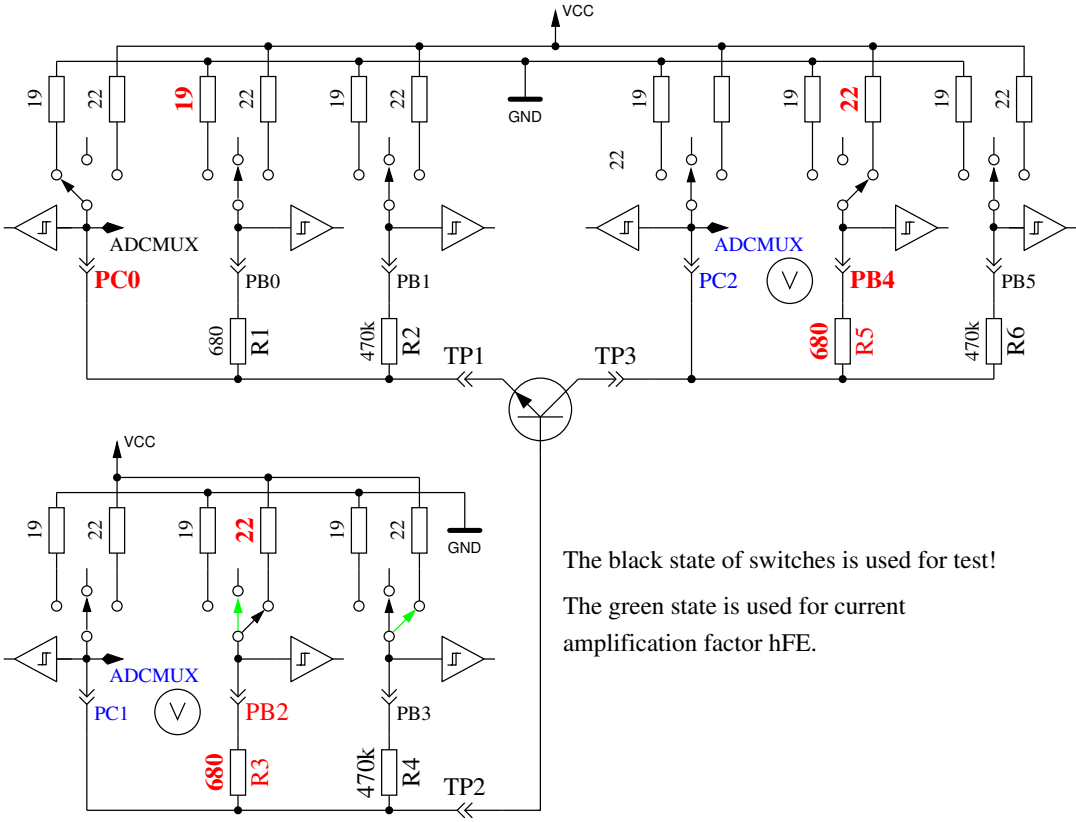 VCC
19
22
19
22
19
22
GND
19
22
19
22
19
22
ADCMUX
PC0
PB0
PB1
ADCMUX
PC2
V
PB4
PB5
680
R1
470k
R2
TP1
TP3
680
R5
470k
R6
VCC
19
22
19
22
19
22
GND
The black state of switches is used for test!
The green state is used for current
amplification factor hFE.
ADCMUX
PC1
V
PB2
PB3
680
R3
470k
R4
TP2